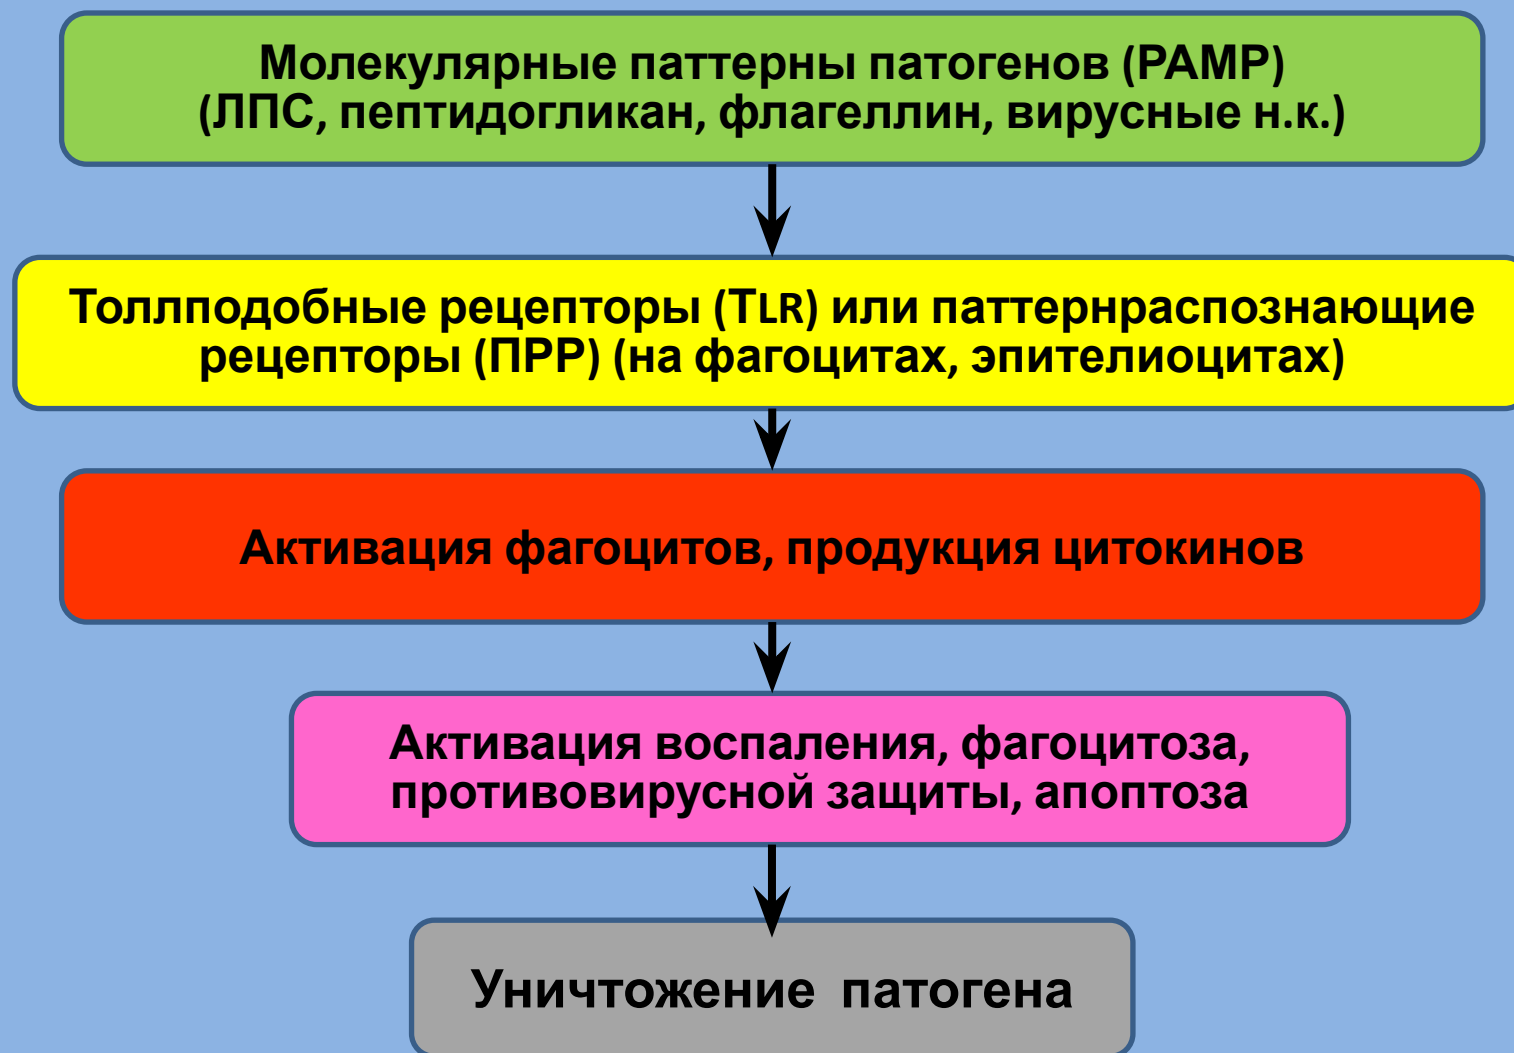 Молекулярные паттерны патогенов (PAMP)
(ЛПС, пептидогликан, флагеллин, вирусные н.к.)
Толлподобные рецепторы (TLR) или паттернраспознающие
рецепторы (ПРР) (на фагоцитах, эпителиоцитах)
Активация фагоцитов, продукция цитокинов
Активация воспаления, фагоцитоза,
противовирусной защиты, апоптоза
Уничтожение патогена